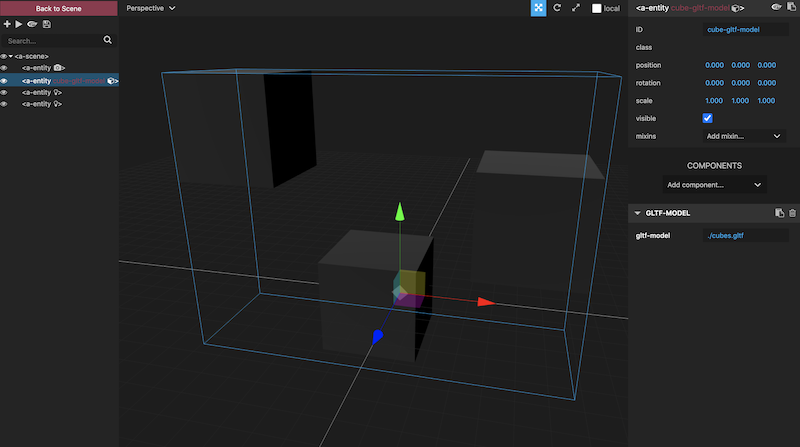 Back to Scene
Search...
<a-scene>
<a-entity >
<a-entity cube-gltf-model >
<a-entity >
<a-entity >
Perspective
local
<a-entity cube-gltf-model >
ID cube-gltf-model
class
position 0.000 0.000 0.000
rotation 0.000 0.000 0.000
scale 1.000 1.000 1.000
visible
mixins Add mixin...
COMPONENTS
Add component...
GLTF-MODEL
gltf-model ./cubes.gltf